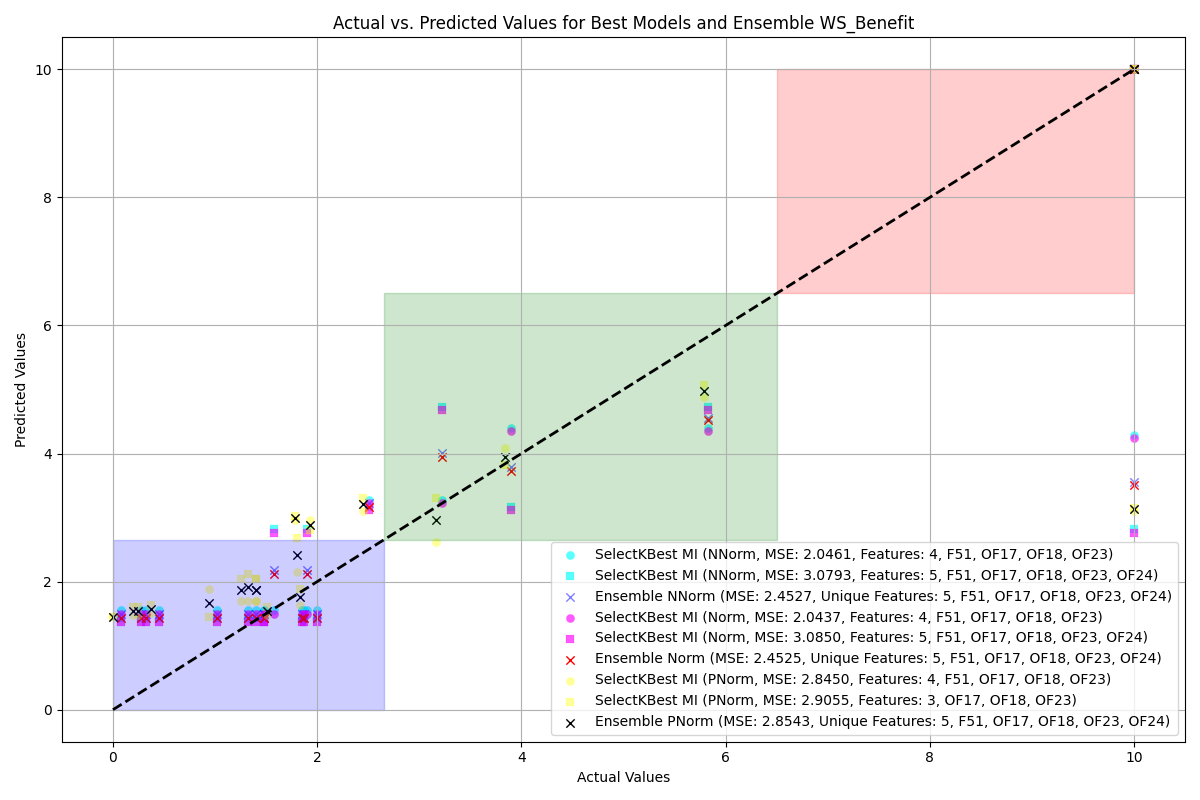 Actual vs. Predicted Values for Best Models and Ensemble WS_Benefit
10
8
6
4
2
0
Predicted Values
SelectKBest MI (NNorm, MSE: 2.0461, Features: 4, F51, OF17, OF18, OF23)
SelectKBest MI (NNorm, MSE: 3.0793, Features: 5, F51, OF17, OF18, OF23, OF24)
Ensemble NNorm (MSE: 2.4527, Unique Features: 5, F51, OF17, OF18, OF23, OF24)
SelectKBest MI (Norm, MSE: 2.0437, Features: 4, F51, OF17, OF18, OF23)
SelectKBest MI (Norm, MSE: 3.0850, Features: 5, F51, OF17, OF18, OF23, OF24)
Ensemble Norm (MSE: 2.4525, Unique Features: 5, F51, OF17, OF18, OF23, OF24)
SelectKBest MI (PNorm, MSE: 2.8450, Features: 4, F51, OF17, OF18, OF23)
SelectKBest MI (PNorm, MSE: 2.9055, Features: 3, OF17, OF18, OF23)
Ensemble PNorm (MSE: 2.8543, Unique Features: 5, F51, OF17, OF18, OF23, OF24)
0 2 4 6 8 10
Actual Values